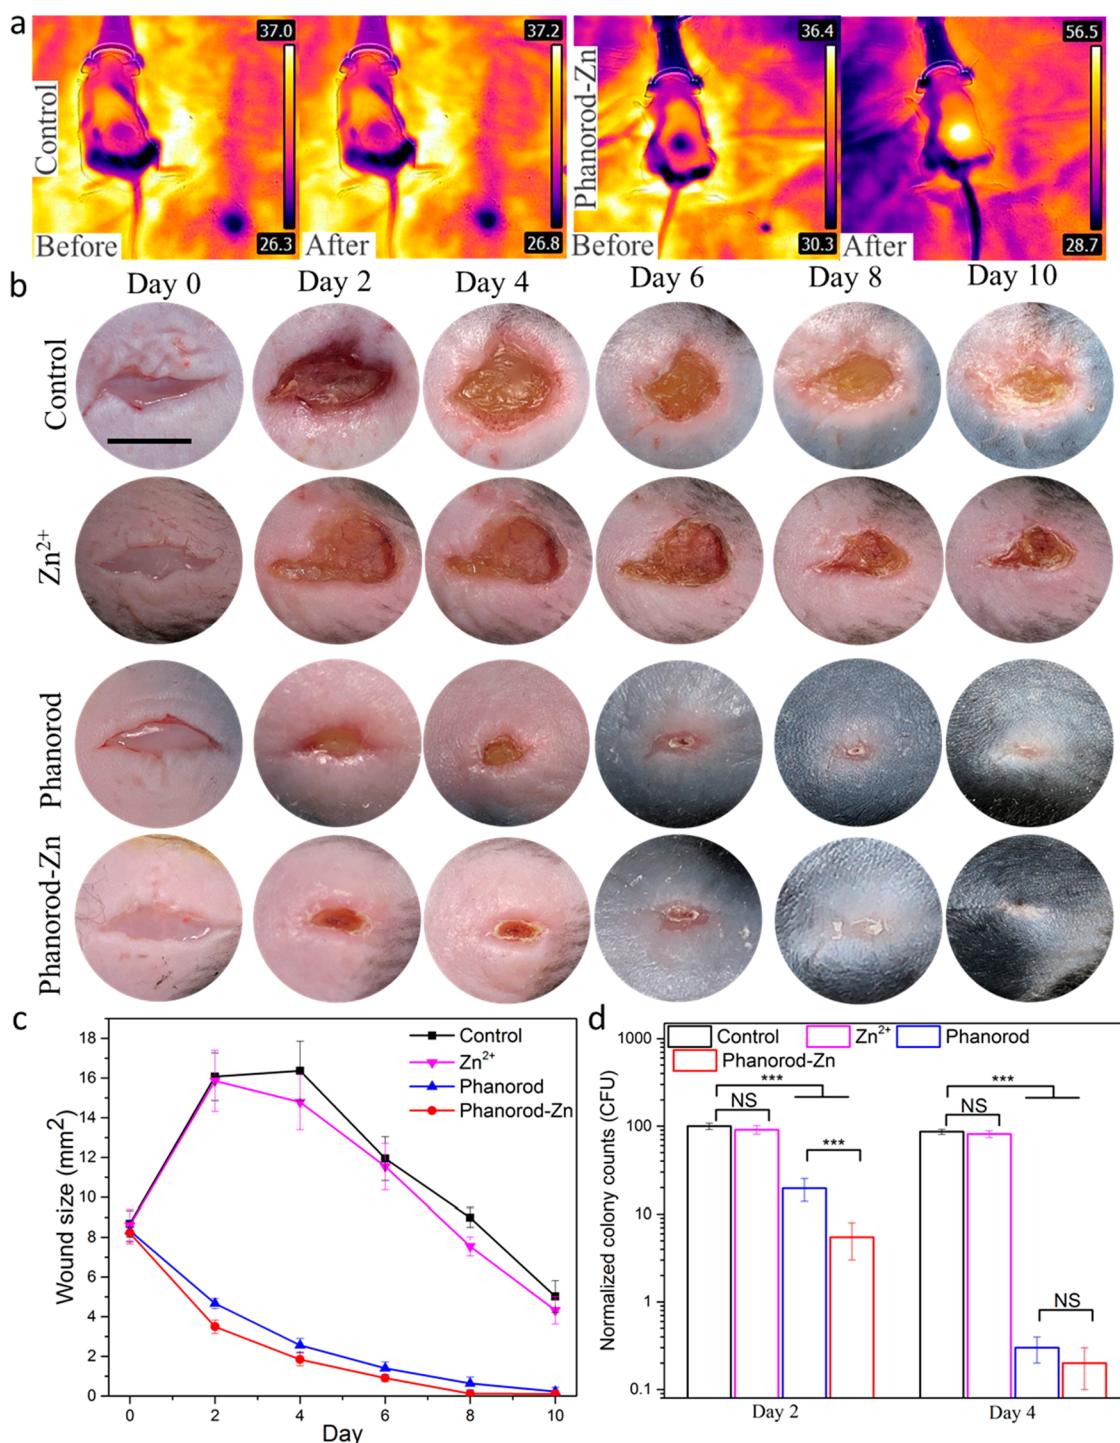 a
Control
37.0
26.3
Before
37.2
26.8
After
Phanorod-Zn
36.4
30.3
Before
56.5
28.7
After
b
Day 0 Day 2 Day 4 Day 6 Day 8 Day 10
Control
Zn²⁺
Phanorod
Phanorod-Zn
c
Wound size (mm²)
18
16
14
12
10
8
6
4
2
0
0 2 4 6 8 10
Day
Control
Zn²⁺
Phanorod
Phanorod-Zn
d
Normalized colony counts (CFU)
1000
100
10
1
0.1
Control Zn²⁺ Phanorod
Phanorod-Zn
*** ***
NS NS
***
NS
Day 2 Day 4